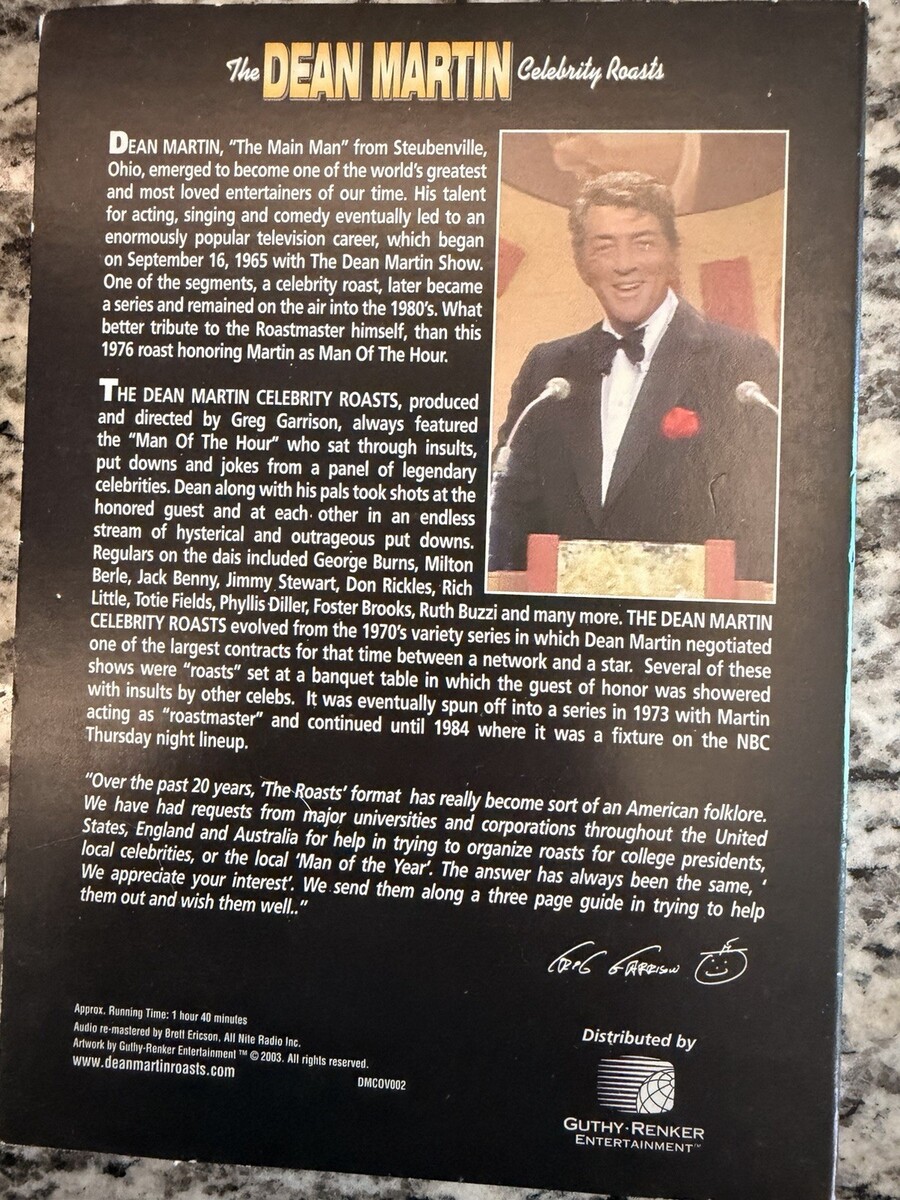 The DEAN MARTIN Celebrity Roasts
DEAN MARTIN, “The Main Man” from Steubenville,
Ohio, emerged to become one of the world’s greatest
and most loved entertainers of our time. His talent
for acting, singing and comedy eventually led to an
enormously popular television career, which began
on September 16, 1965 with The Dean Martin Show.
One of the segments, a celebrity roast, later became
a series and remained on the air into the 1980’s. What
better tribute to the Roastmaster himself, than this
1976 roast honoring Martin as Man Of The Hour.
THE DEAN MARTIN CELEBRITY ROASTS, produced
and directed by Greg Garrison, always featured
the “Man Of The Hour” who sat through insults,
put downs and jokes from a panel of legendary
celebrities. Dean along with his pals took shots at the
honored guest and at each other in an endless
stream of hysterical and outrageous put downs.
Regulars on the dais included George Burns, Milton
Berle, Jack Benny, Jimmy Stewart, Don Rickles, Rich
Little, Totie Fields, Phyllis Diller, Foster Brooks, Ruth Buzzi and many more. THE DEAN MARTIN
CELEBRITY ROASTS evolved from the 1970’s variety series in which Dean Martin negotiated
one of the largest contracts for that time between a network and a star. Several of these
shows were “roasts” set at a banquet table in which the guest of honor was showered
with insults by other celebs. It was eventually spun off into a series in 1973 with Martin
acting as “roastmaster” and continued until 1984 where it was a fixture on the NBC
Thursday night lineup.
“Over the past 20 years, ‘The Roasts’ format has really become sort of an American folklore.
We have had requests from major universities and corporations throughout the United
States, England and Australia for help in trying to organize roasts for college presidents,
local celebrities, or the local ‘Man of the Year’. The answer has always been the same, ‘
We appreciate your interest’. We send them along a three page guide in trying to help
them out and wish them well..”
Greg Garrison
Approx. Running Time: 1 hour 40 minutes
Audio re-mastered by Brett Ericson, All Nite Radio Inc.
Artwork by Guthy-Renker Entertainment ™ © 2003. All rights reserved.
www.deanmartinroasts.com
DMCOV002
Distributed by
GUTHY·RENKER
ENTERTAINMENT™